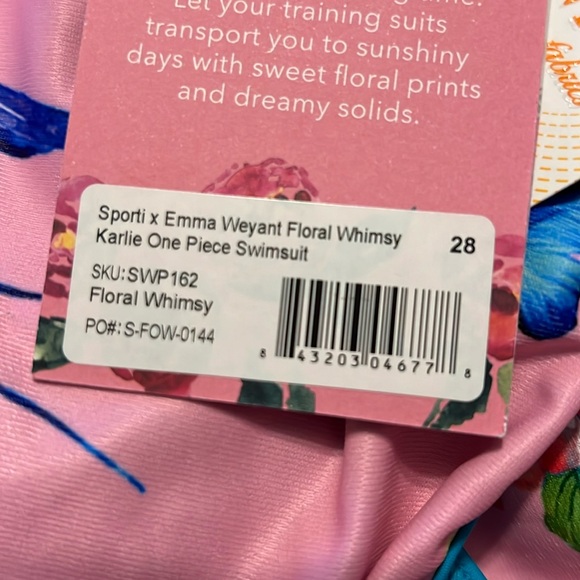 Let your training suits
transport you to sunshiny
days with sweet floral prints
and dreamy solids.
Sporti x Emma Weyant Floral Whimsy
Karlie One Piece Swimsuit
28
SKU:SWP162
Floral Whimsy
PO#: S-FOW-0144
8 43203 04677 8
fabric